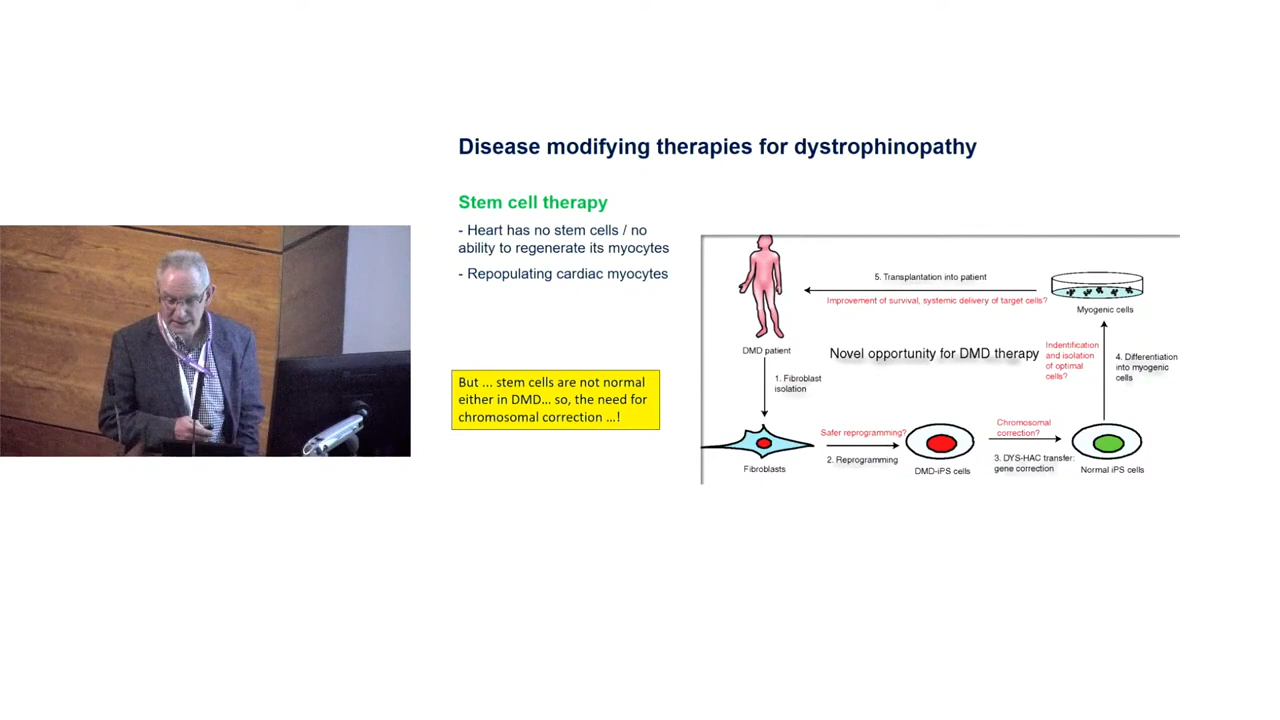 Disease modifying therapies for dystrophinopathy
Stem cell therapy
- Heart has no stem cells / no
ability to regenerate its myocytes
- Repopulating cardiac myocytes
But ... stem cells are not normal
either in DMD... so, the need for
chromosomal correction ...!
5. Transplantation into patient
Improvement of survival, systemic delivery of target cells?
Myogenic cells
DMD patient
Novel opportunity for DMD therapy
Indentification
and isolation
of optimal
cells?
4. Differentiation
into myogenic
cells
1. Fibroblast
isolation
Safer reprogramming?
2. Reprogramming
Chromosomal
correction?
3. DYS-HAC transfer:
gene correction
Fibroblasts
DMD-iPS cells
Normal iPS cells